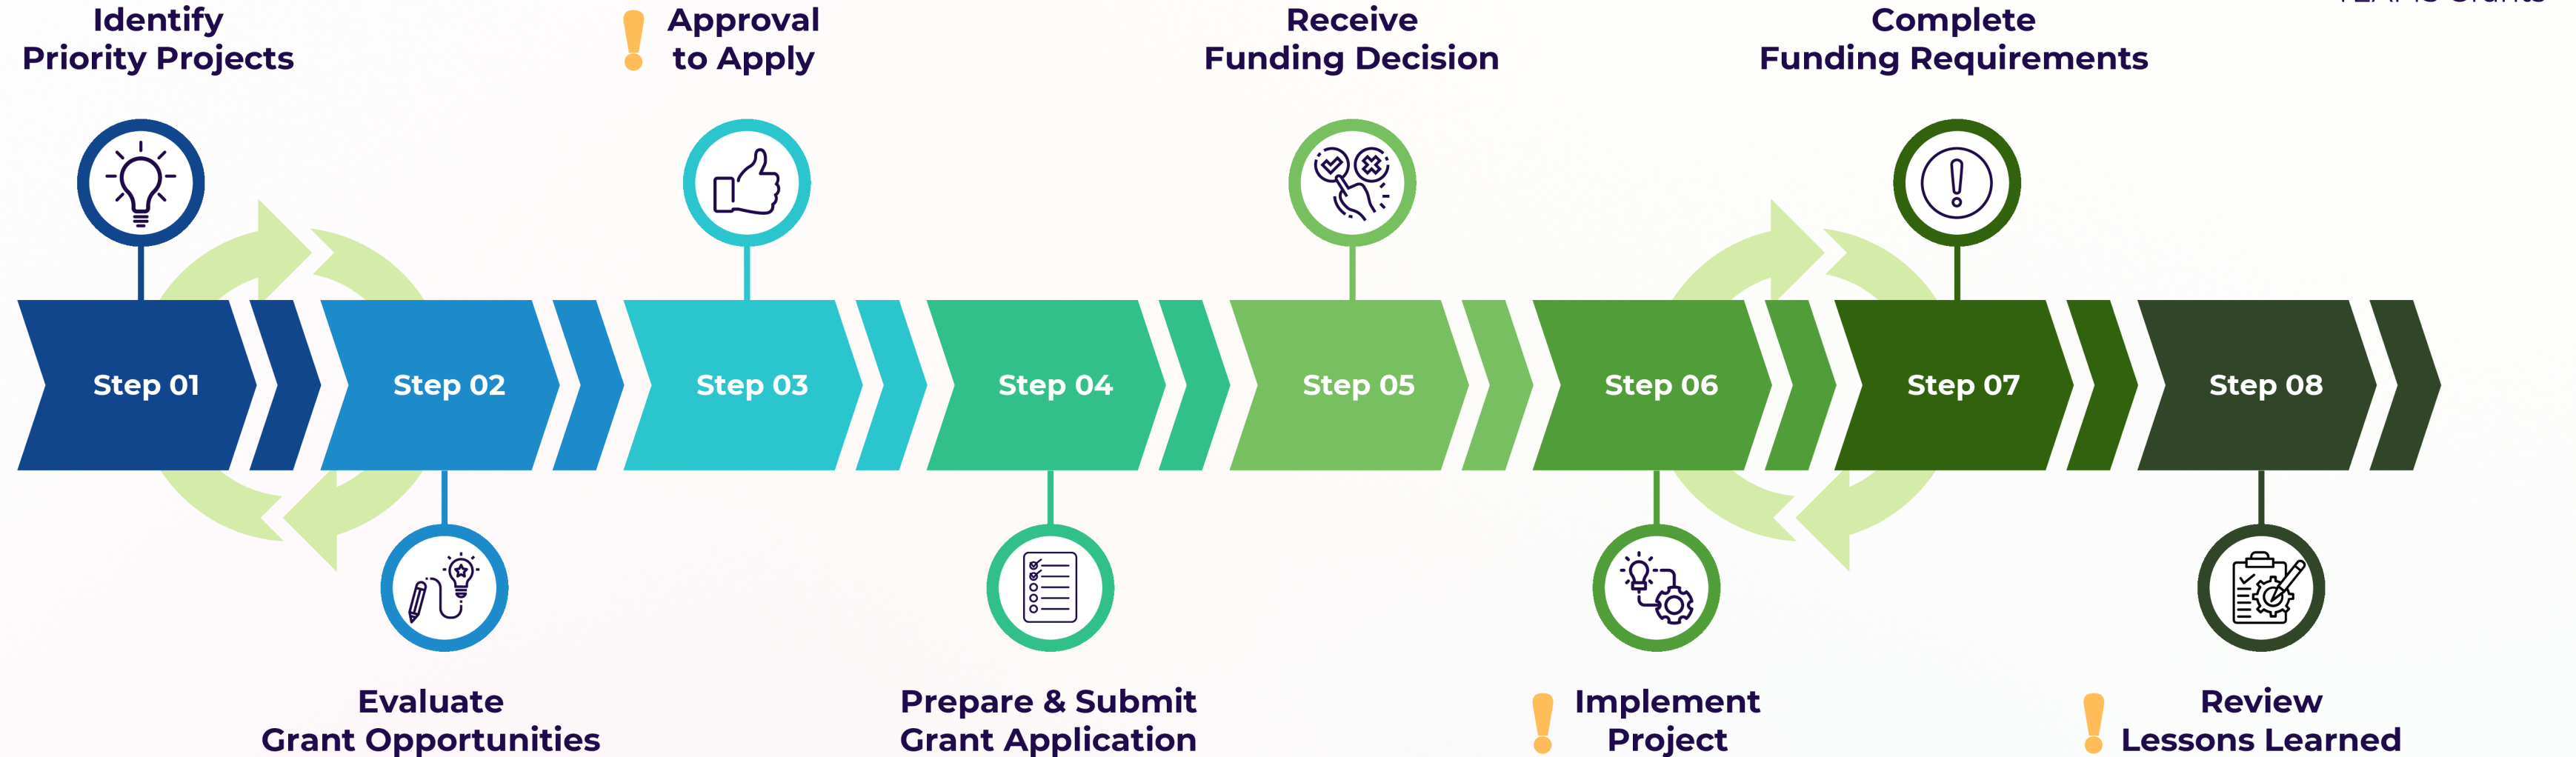 Identify
Priority Projects
Approval
to Apply
Receive
Funding Decision
Complete
Funding Requirements
Step 01
Step 02
Step 03
Step 04
Step 05
Step 06
Step 07
Step 08
Evaluate
Grant Opportunities
Prepare & Submit
Grant Application
Implement
Project
Review
Lessons Learned